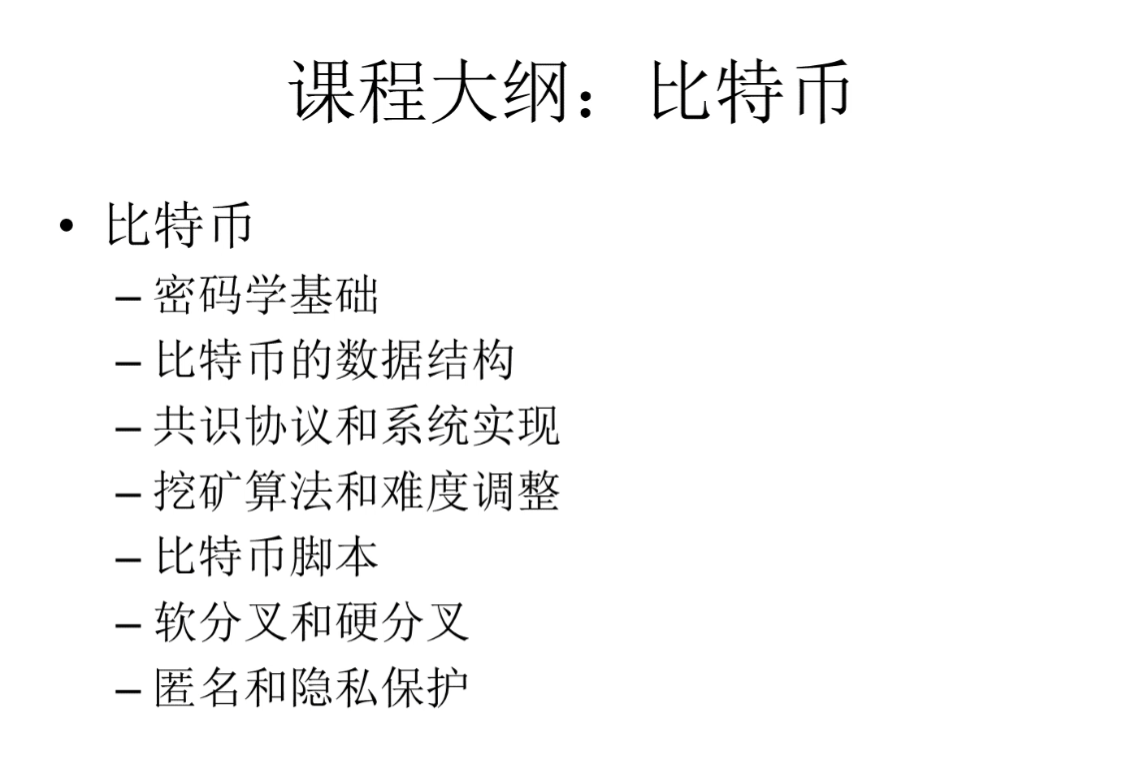 课程大纲：比特币
• 比特币
– 密码学基础
– 比特币的数据结构
– 共识协议和系统实现
– 挖矿算法和难度调整
– 比特币脚本
– 软分叉和硬分叉
– 匿名和隐私保护